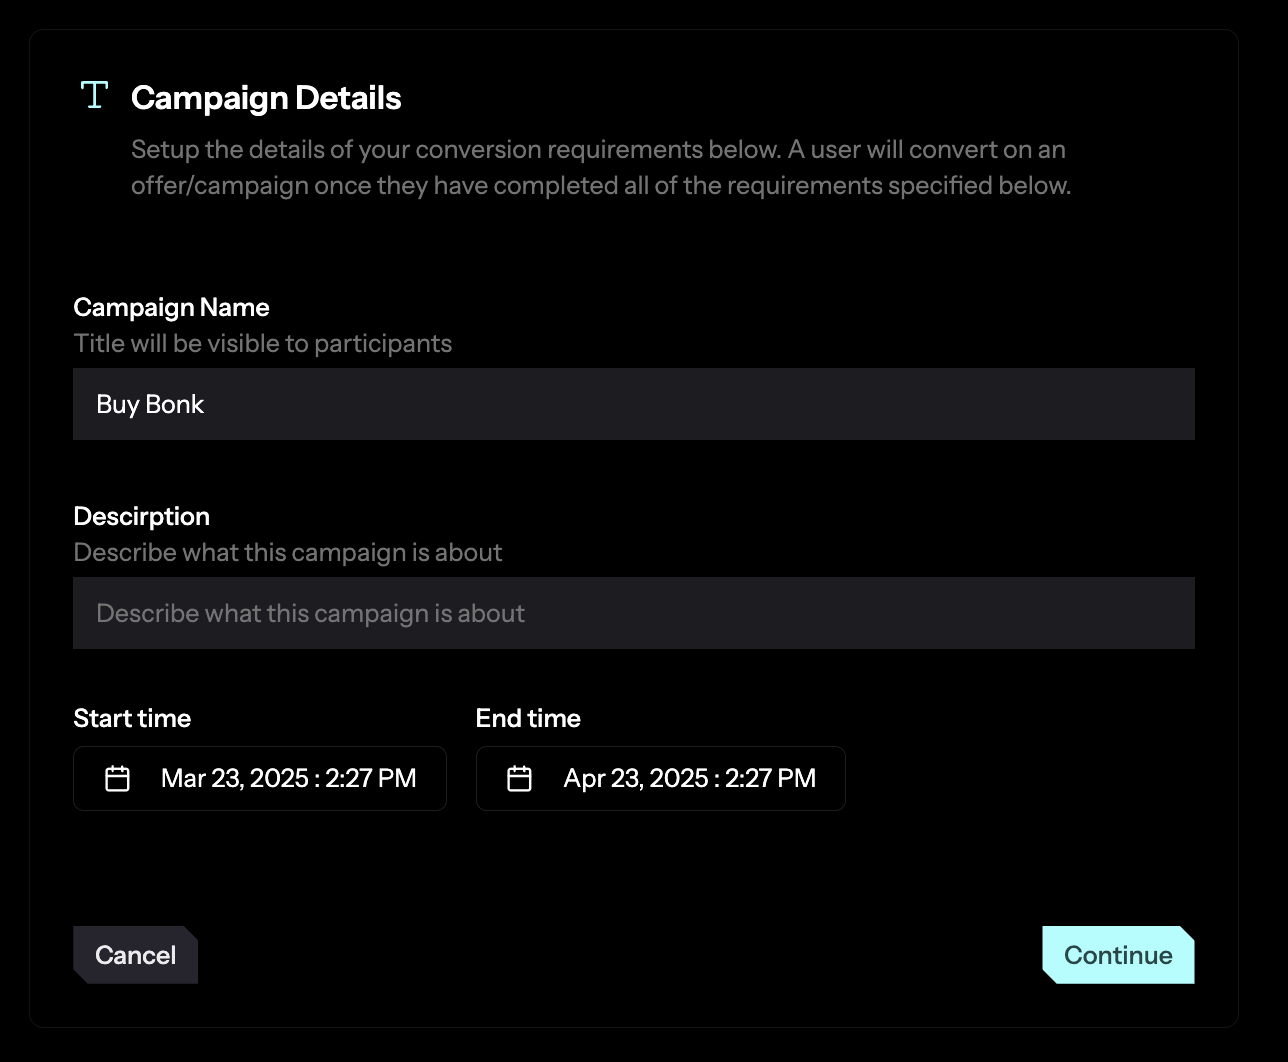 Campaign Details
Setup the details of your conversion requirements below. A user will convert on an
offer/campaign once they have completed all of the requirements specified below.
Campaign Name
Title will be visible to participants
Buy Bonk
Descirption
Describe what this campaign is about
Describe what this campaign is about
Start time
End time
Mar 23, 2025 : 2:27 PM
Apr 23, 2025 : 2:27 PM
Cancel
Continue